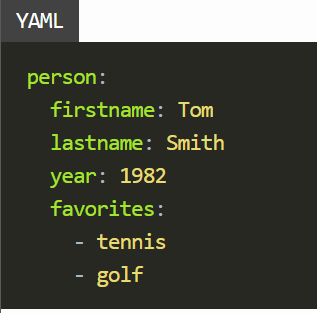 YAML
person:
  firstname: Tom
  lastname: Smith
  year: 1982
  favorites:
    - tennis
    - golf